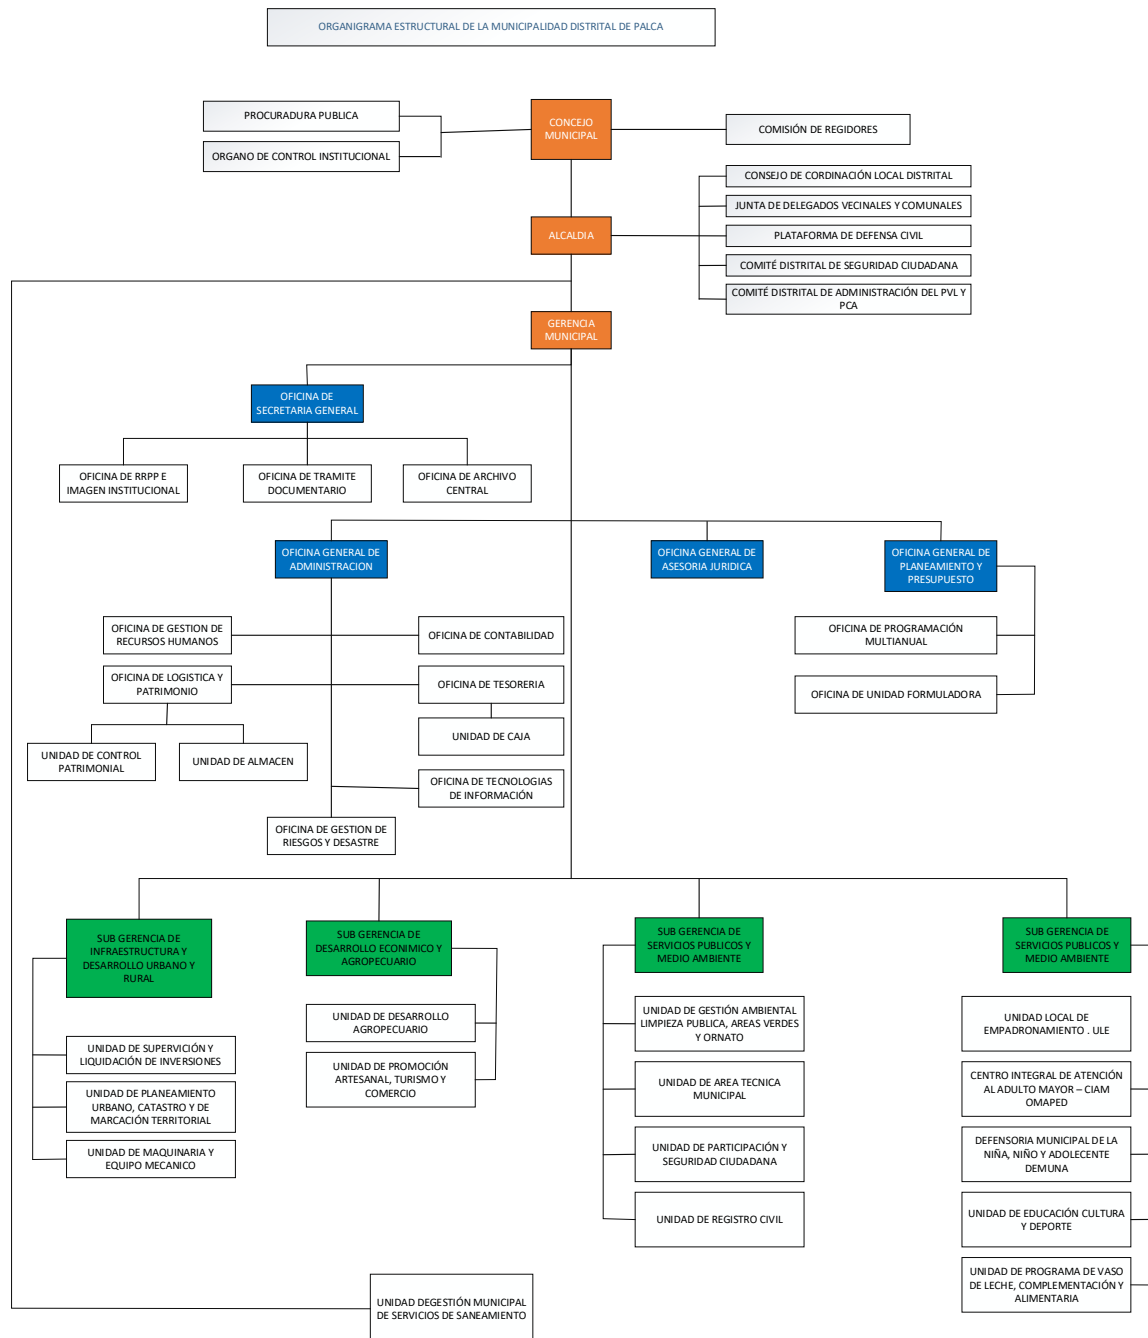 ORGANIGRAMA ESTRUCTURAL DE LA MUNICIPALIDAD DISTRITAL DE PALCA
PROCURADURA PUBLICA
ORGANO DE CONTROL INSTITUCIONAL
CONCEJO
MUNICIPAL
COMISIÓN DE REGIDORES
CONSEJO DE CORDINACIÓN LOCAL DISTRITAL
JUNTA DE DELEGADOS VECINALES Y COMUNALES
ALCALDIA
PLATAFORMA DE DEFENSA CIVIL
COMITÉ DISTRITAL DE SEGURIDAD CIUDADANA
COMITÉ DISTRITAL DE ADMINISTRACIÓN DEL PVL Y
PCA
GERENCIA
MUNICIPAL
OFICINA DE
SECRETARIA GENERAL
OFICINA DE RRPP E
IMAGEN INSTITUCIONAL
OFICINA DE TRAMITE
DOCUMENTARIO
OFICINA DE ARCHIVO
CENTRAL
OFICINA GENERAL DE
ADMINISTRACION
OFICINA GENERAL DE
ASESORIA JURIDICA
OFICINA GENERAL DE
PLANEAMIENTO Y
PRESUPUESTO
OFICINA DE GESTION DE
RECURSOS HUMANOS
OFICINA DE CONTABILIDAD
OFICINA DE PROGRAMACIÓN
MULTIANUAL
OFICINA DE LOGISTICA Y
PATRIMONIO
OFICINA DE TESORERIA
OFICINA DE UNIDAD FORMULADORA
UNIDAD DE CONTROL
PATRIMONIAL
UNIDAD DE ALMACEN
UNIDAD DE CAJA
OFICINA DE TECNOLOGIAS
DE INFORMACIÓN
OFICINA DE GESTION DE
RIESGOS Y DESASTRE
SUB GERENCIA DE
INFRAESTRUCTURA Y
DESARROLLO URBANO Y
RURAL
SUB GERENCIA DE
DESARROLLO ECONIMICO Y
AGROPECUARIO
SUB GERENCIA DE
SERVICIOS PUBLICOS Y
MEDIO AMBIENTE
SUB GERENCIA DE
SERVICIOS PUBLICOS Y
MEDIO AMBIENTE
UNIDAD DE SUPERVICIÓN Y
LIQUIDACIÓN DE INVERSIONES
UNIDAD DE PLANEAMIENTO
URBANO, CATASTRO Y DE
MARCACIÓN TERRITORIAL
UNIDAD DE MAQUINARIA Y
EQUIPO MECANICO
UNIDAD DE DESARROLLO
AGROPECUARIO
UNIDAD DE PROMOCIÓN
ARTESANAL, TURISMO Y
COMERCIO
UNIDAD DE GESTIÓN AMBIENTAL
LIMPIEZA PUBLICA, AREAS VERDES
Y ORNATO
UNIDAD DE AREA TECNICA
MUNICIPAL
UNIDAD DE PARTICIPACIÓN Y
SEGURIDAD CIUDADANA
UNIDAD DE REGISTRO CIVIL
UNIDAD LOCAL DE
EMPADRONAMIENTO . ULE
CENTRO INTEGRAL DE ATENCIÓN
AL ADULTO MAYOR – CIAM
OMAPED
DEFENSORIA MUNICIPAL DE LA
NIÑA, NIÑO Y ADOLECENTE
DEMUNA
UNIDAD DE EDUCACIÓN CULTURA
Y DEPORTE
UNIDAD DE PROGRAMA DE VASO
DE LECHE, COMPLEMENTACIÓN Y
ALIMENTARIA
UNIDAD DEGESTIÓN MUNICIPAL
DE SERVICIOS DE SANEAMIENTO